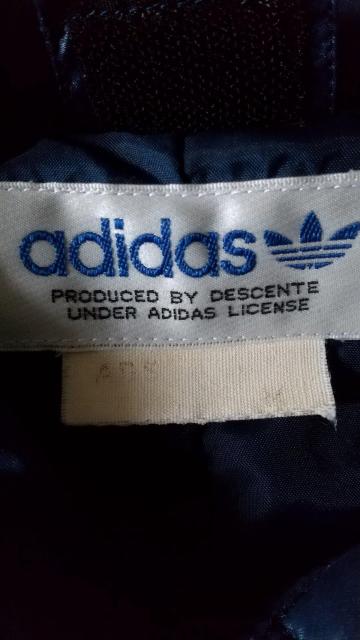 adidas
PRODUCED BY DESCENTE
UNDER ADIDAS LICENSE